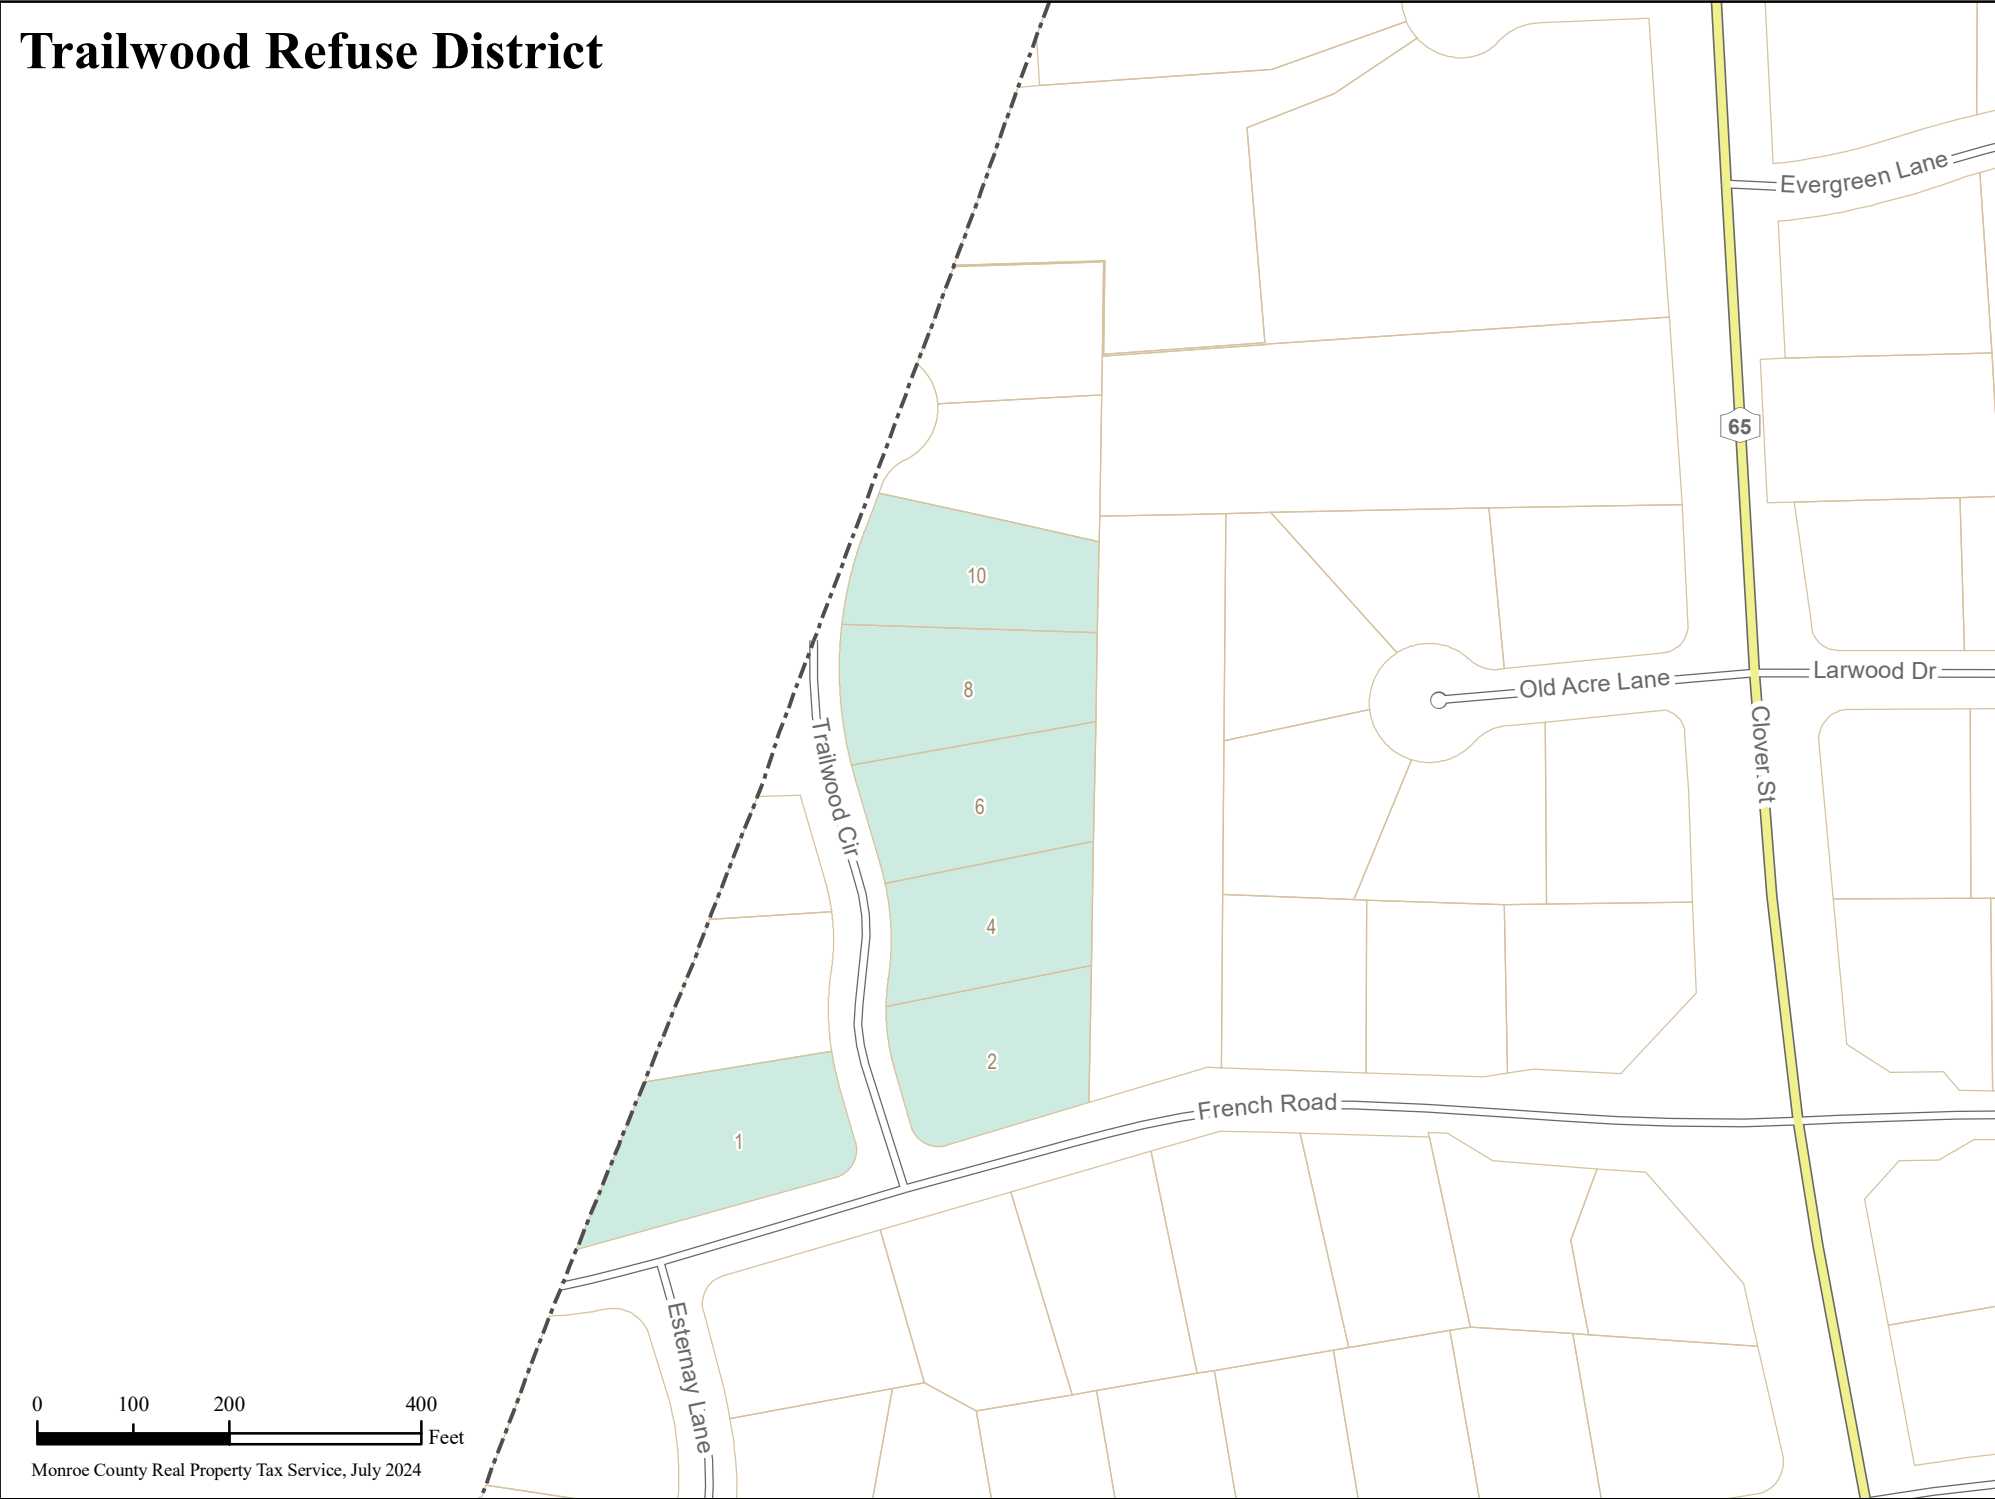 Trailwood Refuse District
Evergreen Lane
65
10
8
Old Acre Lane
Larwood Dr
Trailwood Cir
Clover St
6
4
2
French Road
1
Esternay Lane
0 100 200 400
Feet
Monroe County Real Property Tax Service, July 2024